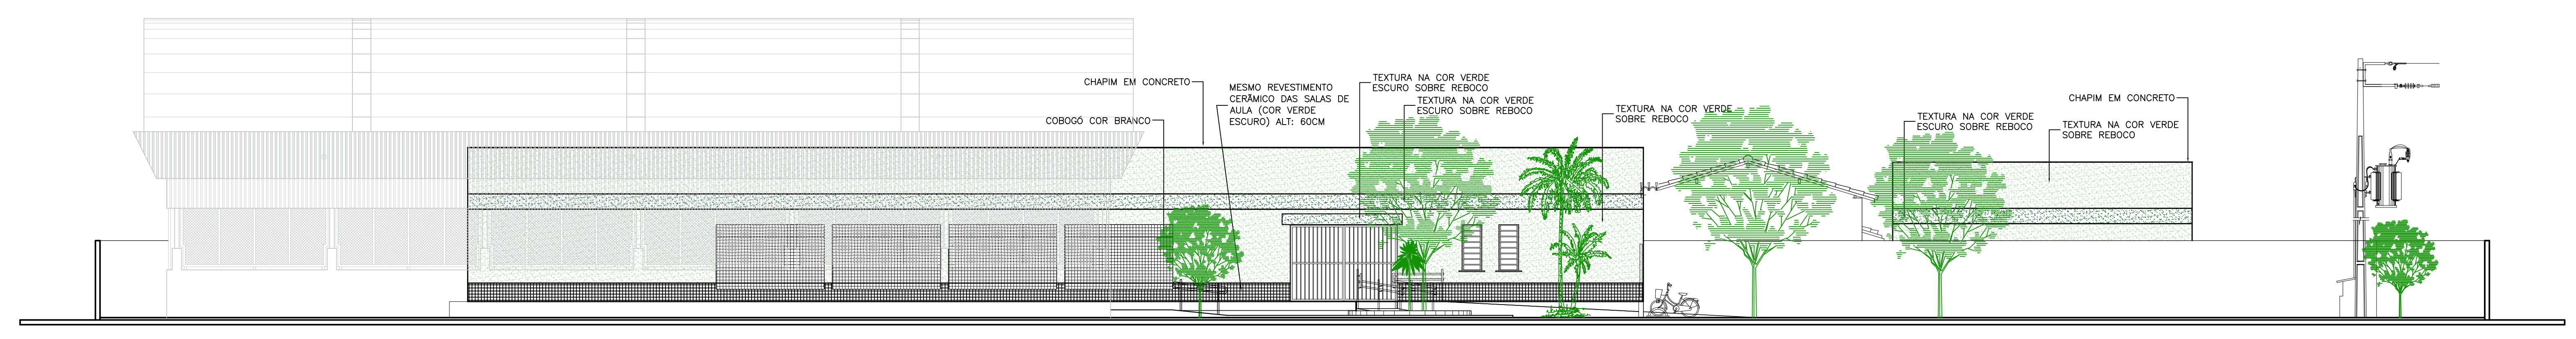 CHAPIM EM CONCRETO
COBOGÓ COR BRANCO
MESMO REVESTIMENTO
CERÂMICO DAS SALAS DE
AULA (COR VERDE
ESCURO) ALT: 60CM
TEXTURA NA COR VERDE
ESCURO SOBRE REBOCO
TEXTURA NA COR VERDE
ESCURO SOBRE REBOCO
TEXTURA NA COR VERDE
SOBRE REBOCO
TEXTURA NA COR VERDE
ESCURO SOBRE REBOCO
CHAPIM EM CONCRETO
TEXTURA NA COR VERDE
SOBRE REBOCO